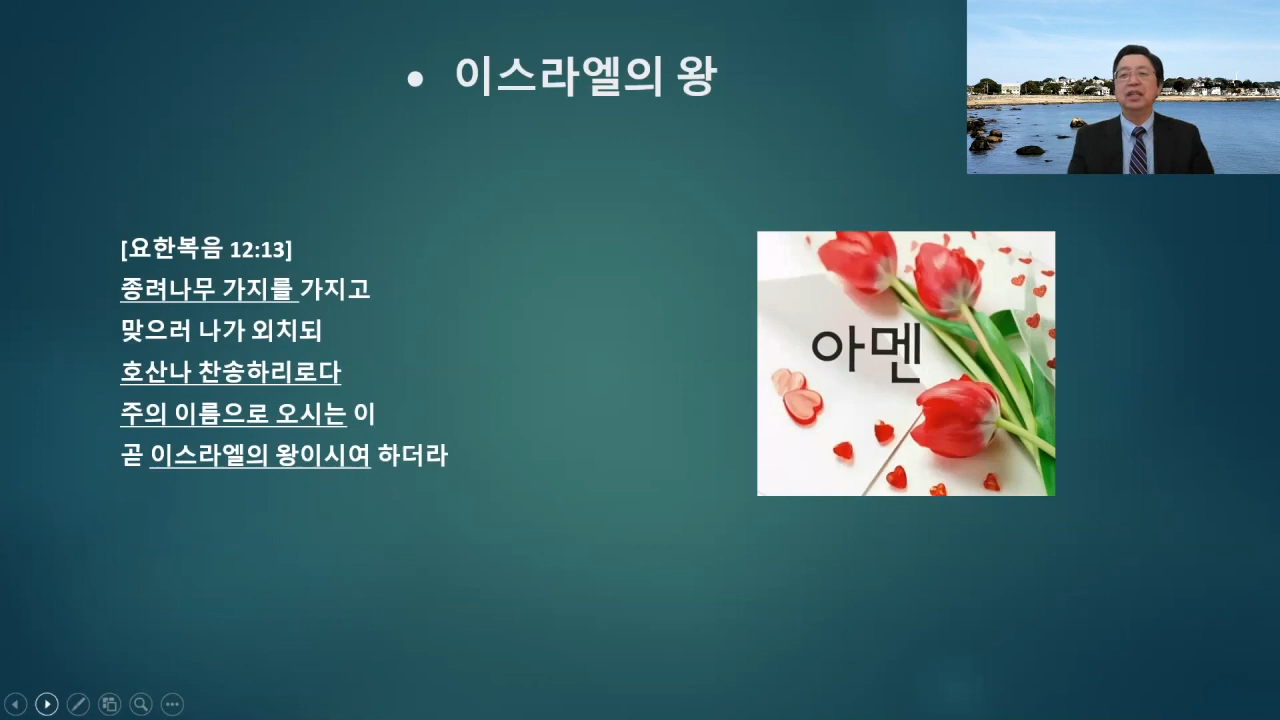 • 이스라엘의 왕
[요한복음 12:13]
종려나무 가지를 가지고
맞으러 나가 외치되
호산나 찬송하리로다
주의 이름으로 오시는 이
곧 이스라엘의 왕이시여 하더라
아멘